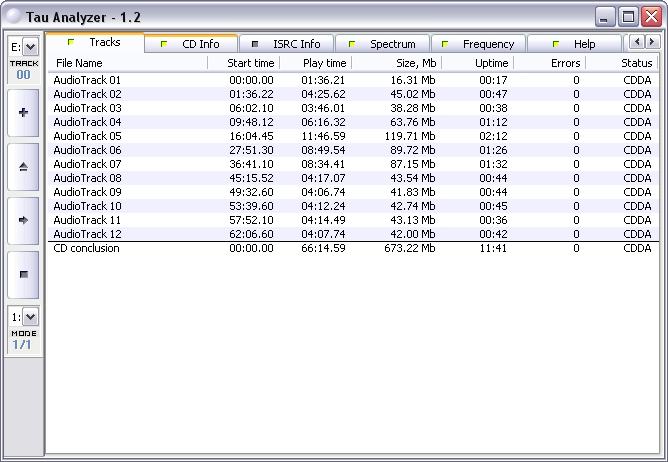 Tau Analyzer - 1.2
E:
TRACK
00
1:
MODE
1/1
Tracks CD Info ISRC Info Spectrum Frequency Help
File Name Start time Play time Size, Mb Uptime Errors Status
AudioTrack 01 00:00.00 01:36.21 16.31 Mb 00:17 0 CDDA
AudioTrack 02 01:36.22 04:25.62 45.02 Mb 00:47 0 CDDA
AudioTrack 03 06:02.10 03:46.01 38.28 Mb 00:38 0 CDDA
AudioTrack 04 09:48.12 06:16.32 63.76 Mb 01:12 0 CDDA
AudioTrack 05 16:04.45 11:46.59 119.71 Mb 02:12 0 CDDA
AudioTrack 06 27:51.30 08:49.54 89.72 Mb 01:26 0 CDDA
AudioTrack 07 36:41.10 08:34.41 87.15 Mb 01:32 0 CDDA
AudioTrack 08 45:15.52 04:17.07 43.54 Mb 00:44 0 CDDA
AudioTrack 09 49:32.60 04:06.74 41.83 Mb 00:44 0 CDDA
AudioTrack 10 53:39.60 04:12.24 42.74 Mb 00:45 0 CDDA
AudioTrack 11 57:52.10 04:14.49 43.13 Mb 00:36 0 CDDA
AudioTrack 12 62:06.60 04:07.74 42.00 Mb 00:42 0 CDDA
CD conclusion 00:00.00 66:14.59 673.22 Mb 11:41 0 CDDA